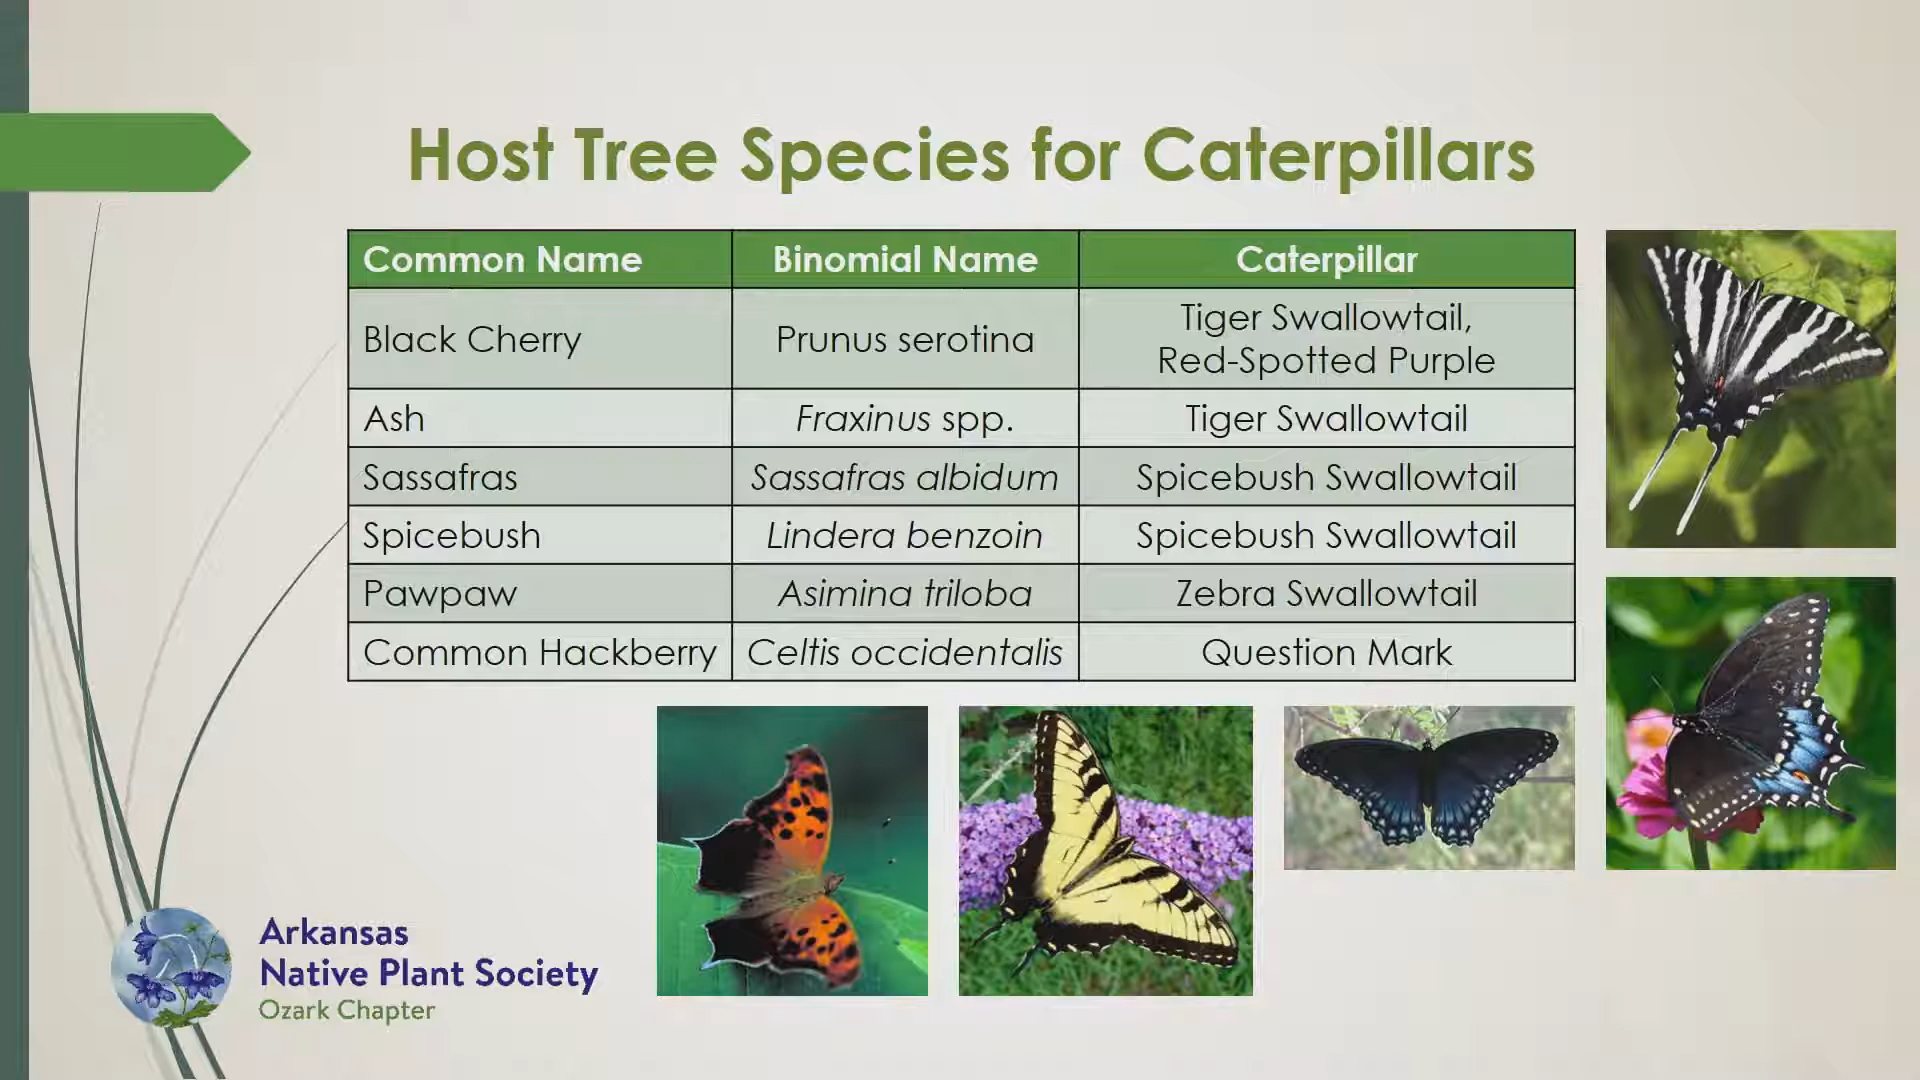 Host Tree Species for Caterpillars
Common Name Binomial Name Caterpillar
Black Cherry Prunus serotina Tiger Swallowtail,
Red-Spotted Purple
Ash Fraxinus spp. Tiger Swallowtail
Sassafras Sassafras albidum Spicebush Swallowtail
Spicebush Lindera benzoin Spicebush Swallowtail
Pawpaw Asimina triloba Zebra Swallowtail
Common Hackberry Celtis occidentalis Question Mark
Arkansas
Native Plant Society
Ozark Chapter